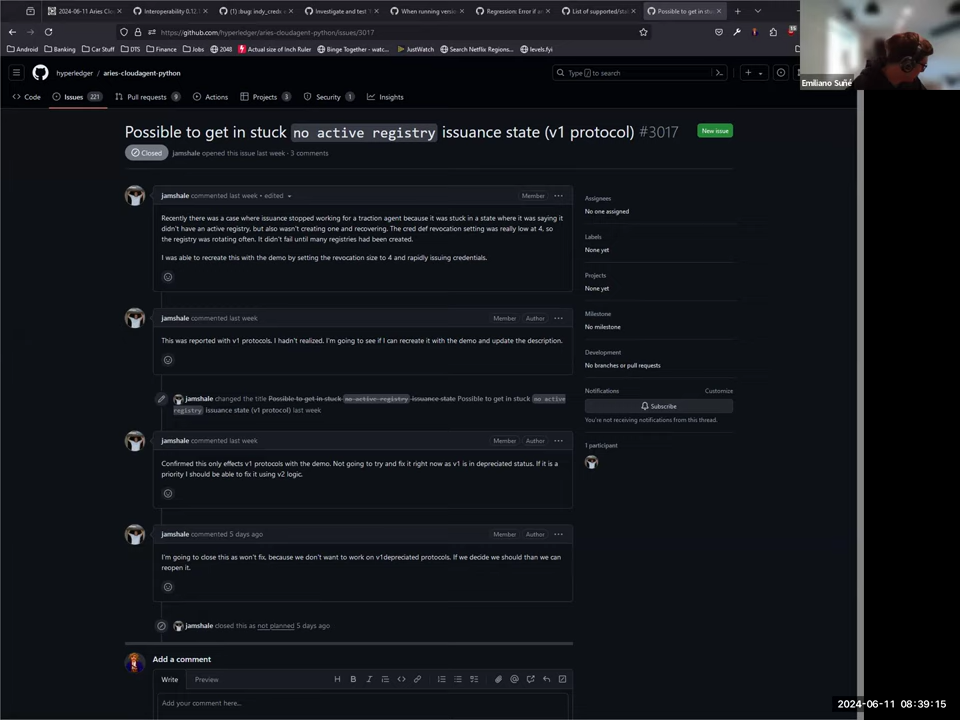 2024-06-11 Aries Clou
Interoperability 0.12.
(:bug: indy_creds
Investigate and test
When running version
Regression: Error if a
List of supported/sta
Possible to get in stu
https://github.com/hyperledger/aries-cloudagent-python/issues/3017
Android
Banking
Car Stuff
DTS
Finance
Jobs
2048
Actual size of Inch Ruler
Binge Together - watc...
JustWatch
Search Netflix Regions...
levels.fyi
Emiliano Suñé
hyperledger / aries-cloudagent-python
Type / to search
Code
Issues 221
Pull requests 9
Actions
Projects 3
Security 1
Insights
Possible to get in stuck no active registry issuance state (v1 protocol) #3017
New issue
Closed jamshale opened this issue last week · 3 comments
jamshale commented last week · edited
Member
Recently there was a case where issuance stopped working for a traction agent because it was stuck in a state where it was saying it
didn't have an active registry, but also wasn't creating one and recovering. The cred def revocation setting was really low at 4, so
the registry was rotating often. It didn't fail until many registries had been created.
I was able to recreate this with the demo by setting the revocation size to 4 and rapidly issuing credentials.
jamshale commented last week
Member Author
This was reported with v1 protocols. I hadn't realized. I'm going to see if I can recreate it with the demo and update the description.
jamshale changed the title Possible to get in stuck no active registry issuance state Possible to get in stuck no active
registry issuance state (v1 protocol) last week
jamshale commented last week
Member Author
Confirmed this only effects v1 protocols with the demo. Not going to try and fix it right now as v1 is in depreciated status. If it is a
priority I should be able to fix it using v2 logic.
jamshale commented 5 days ago
Member Author
I'm going to close this as won't fix, because we don't want to work on v1depreciated protocols. If we decide we should than we can
reopen it.
jamshale closed this as not planned 5 days ago
Add a comment
Write Preview
Add your comment here...
Assignees
No one assigned
Labels
None yet
Projects
None yet
Milestone
No milestone
Development
No branches or pull requests
Notifications Customize
Subscribe
You're not receiving notifications from this thread.
1 participant
2024-06-11 08:39:15